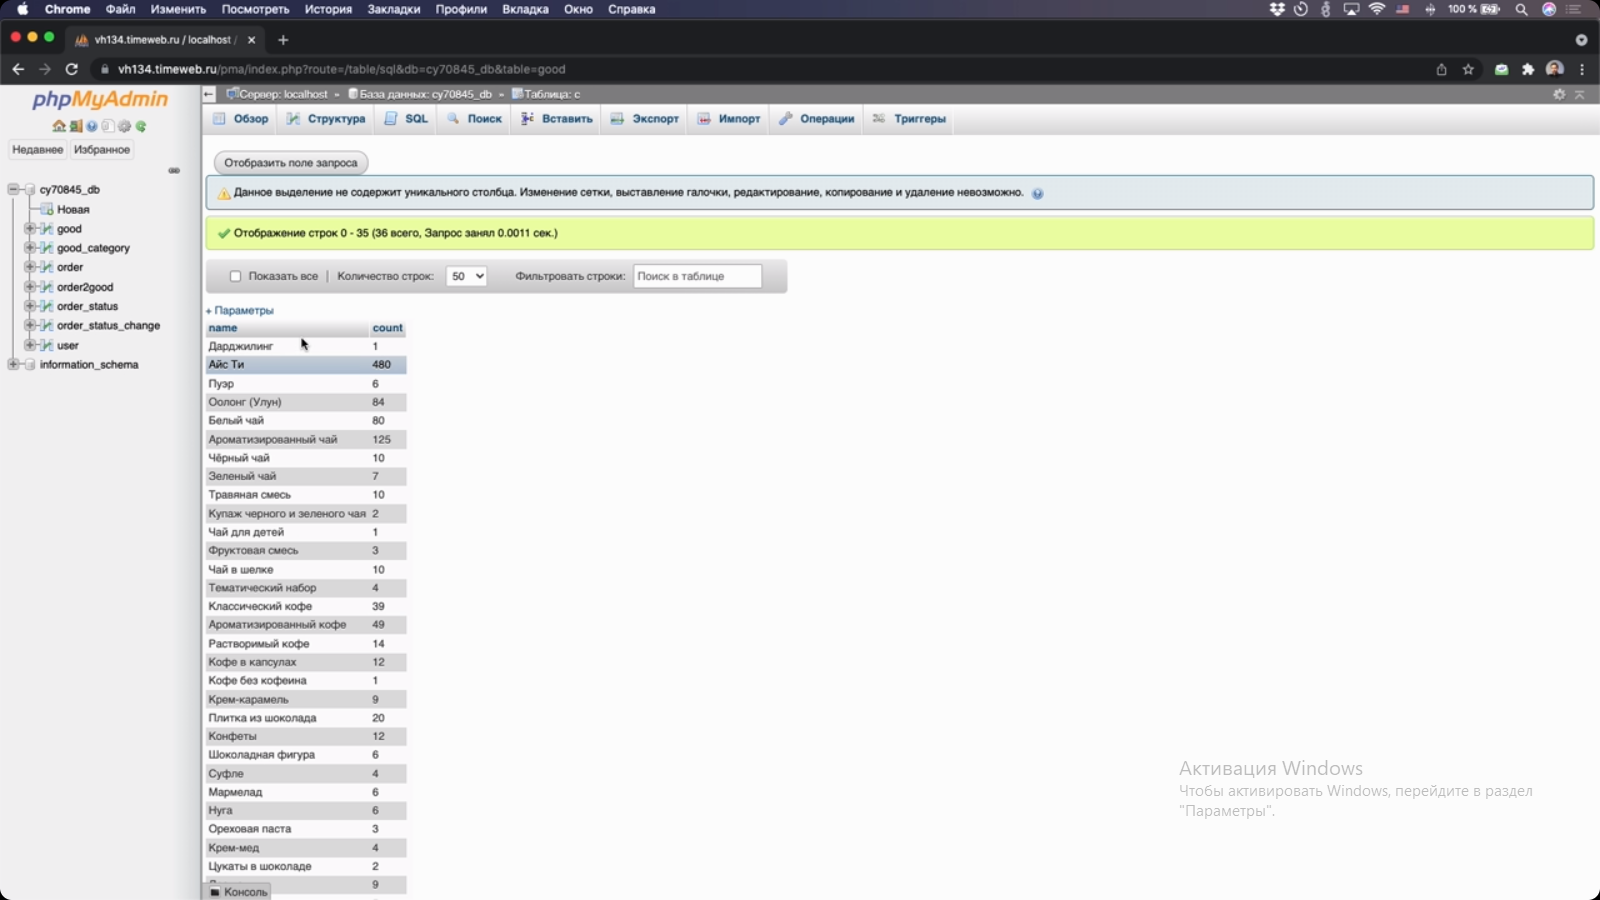 Chrome Файл Изменить Посмотреть История Закладки Профили Вкладка Окно Справка 100 %
vh134.timeweb.ru / localhost /
vh134.timeweb.ru/pma/index.php?route=/table/sql&db=cy70845_db&table=good
phpMyAdmin
Недавнее Избранное
cy70845_db
Новая
good
good_category
order
order2good
order_status
order_status_change
user
information_schema
Сервер: localhost » База данных: cy70845_db » Таблица: c
Обзор Структура SQL Поиск Вставить Экспорт Импорт Операции Триггеры
Отобразить поле запроса
Данное выделение не содержит уникального столбца. Изменение сетки, выставление галочки, редактирование, копирование и удаление невозможно.
Отображение строк 0 - 35 (36 всего, Запрос занял 0.0011 сек.)
Показать все | Количество строк: 50 Фильтровать строки: Поиск в таблице
+ Параметры
name count
Дарджилинг 1
Айс Ти 480
Пуэр 6
Оолонг (Улун) 84
Белый чай 80
Ароматизированный чай 125
Чёрный чай 10
Зеленый чай 7
Травяная смесь 10
Купаж черного и зеленого чая 2
Чай для детей 1
Фруктовая смесь 3
Чай в шелке 10
Тематический набор 4
Классический кофе 39
Ароматизированный кофе 49
Растворимый кофе 14
Кофе в капсулах 12
Кофе без кофеина 1
Крем-карамель 9
Плитка из шоколада 20
Конфеты 12
Шоколадная фигура 6
Суфле 4
Мармелад 6
Нуга 6
Ореховая паста 3
Крем-мед 4
Цукаты в шоколаде 2
9
Консоль
Активация Windows
Чтобы активировать Windows, перейдите в раздел
"Параметры".